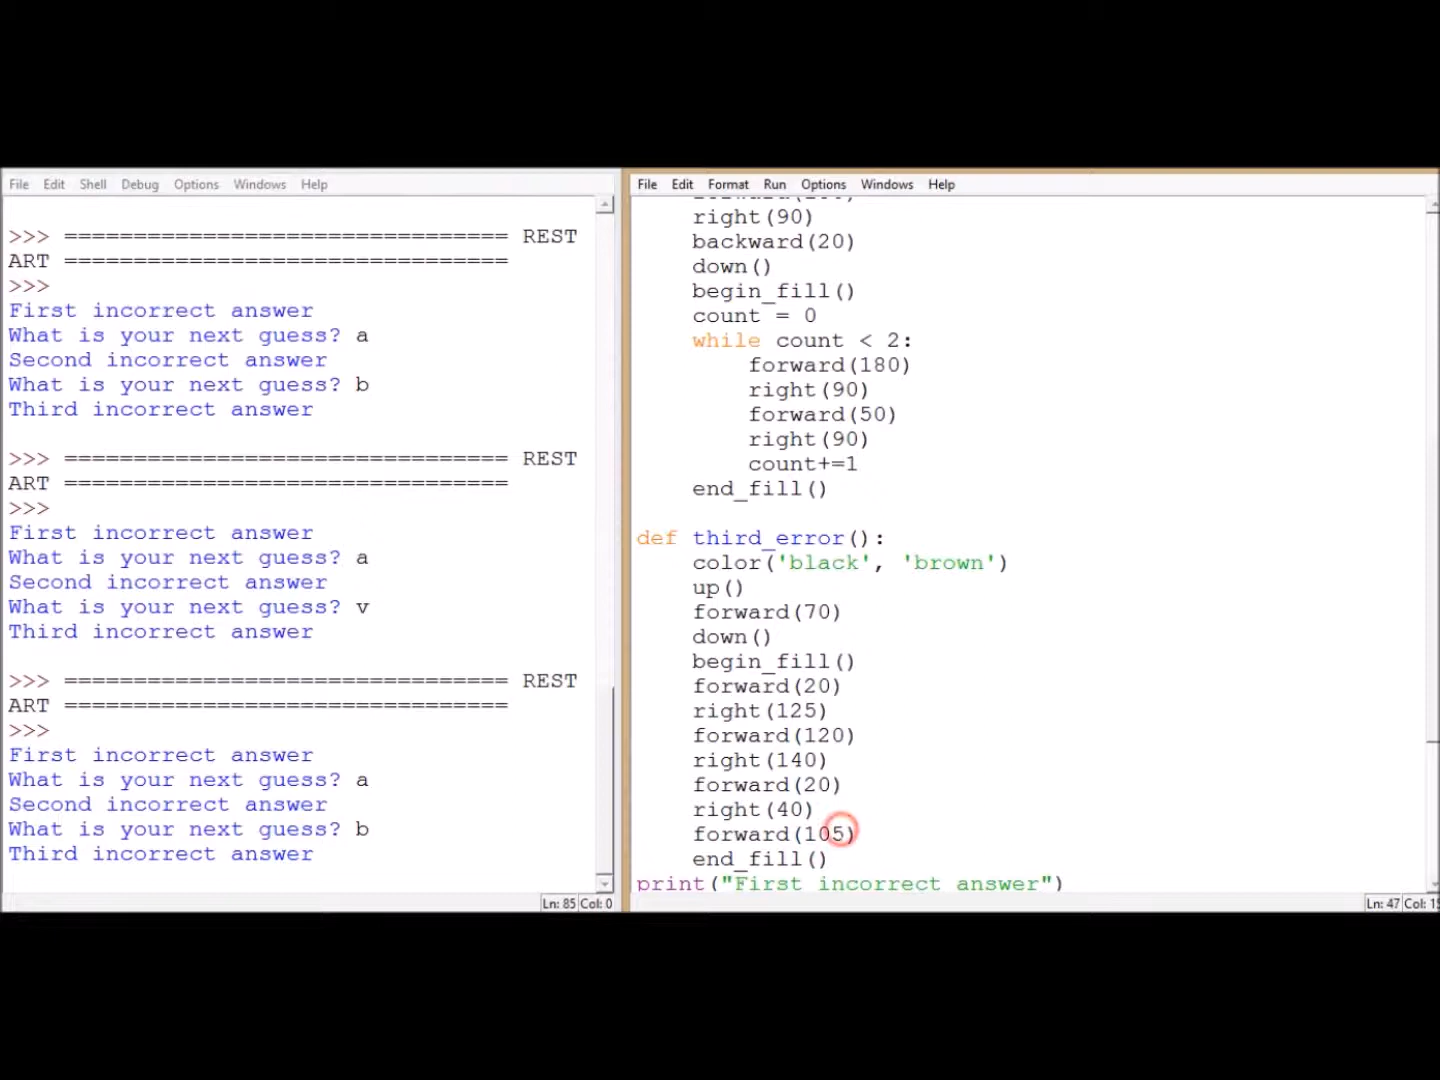 File Edit Shell Debug Options Windows Help
>>> ================================ REST
ART ================================
>>>
First incorrect answer
What is your next guess? a
Second incorrect answer
What is your next guess? b
Third incorrect answer
>>> ================================ REST
ART ================================
>>>
First incorrect answer
What is your next guess? a
Second incorrect answer
What is your next guess? v
Third incorrect answer
>>> ================================ REST
ART ================================
>>>
First incorrect answer
What is your next guess? a
Second incorrect answer
What is your next guess? b
Third incorrect answer
Ln: 85 Col: 0
File Edit Format Run Options Windows Help
right(90)
backward(20)
down()
begin_fill()
count = 0
while count < 2:
forward(180)
right(90)
forward(50)
right(90)
count+=1
end_fill()
def third_error():
color('black', 'brown')
up()
forward(70)
down()
begin_fill()
forward(20)
right(125)
forward(120)
right(140)
forward(20)
right(40)
forward(105)
end_fill()
print("First incorrect answer")
Ln: 47 Col: